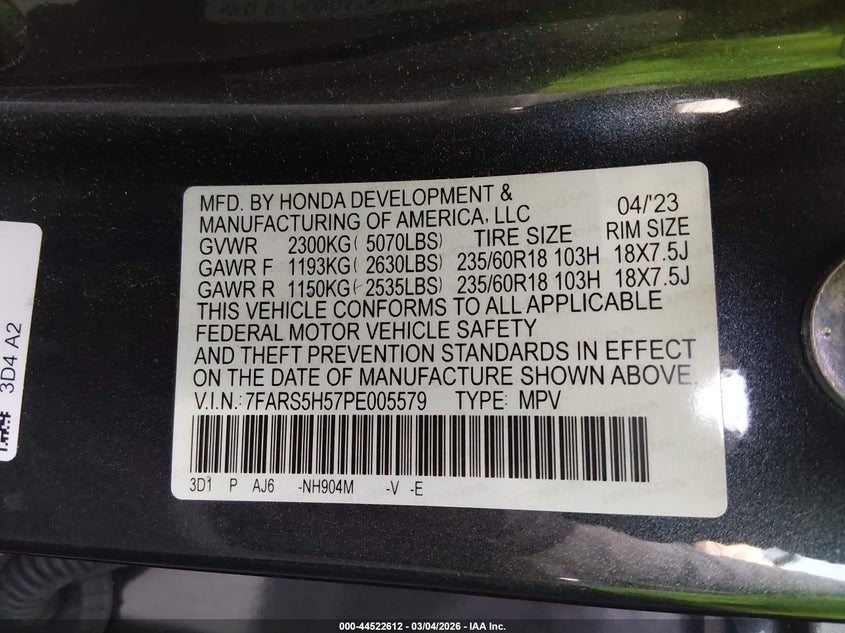 MFD. BY HONDA DEVELOPMENT &
MANUFACTURING OF AMERICA, LLC 04/'23
GVWR 2300KG( 5070LBS) TIRE SIZE RIM SIZE
GAWR F 1193KG( 2630LBS) 235/60R18 103H 18X7.5J
GAWR R 1150KG( 2535LBS) 235/60R18 103H 18X7.5J
THIS VEHICLE CONFORMS TO ALL APPLICABLE
FEDERAL MOTOR VEHICLE SAFETY
AND THEFT PREVENTION STANDARDS IN EFFECT
ON THE DATE OF MANUFACTURE SHOWN ABOVE.
V.I.N.:7FARS5H57PE005579 TYPE: MPV
3D1 P AJ6 -NH904M -V -E
3D4 A2
000-44522612 - 03/04/2026 - IAA Inc.